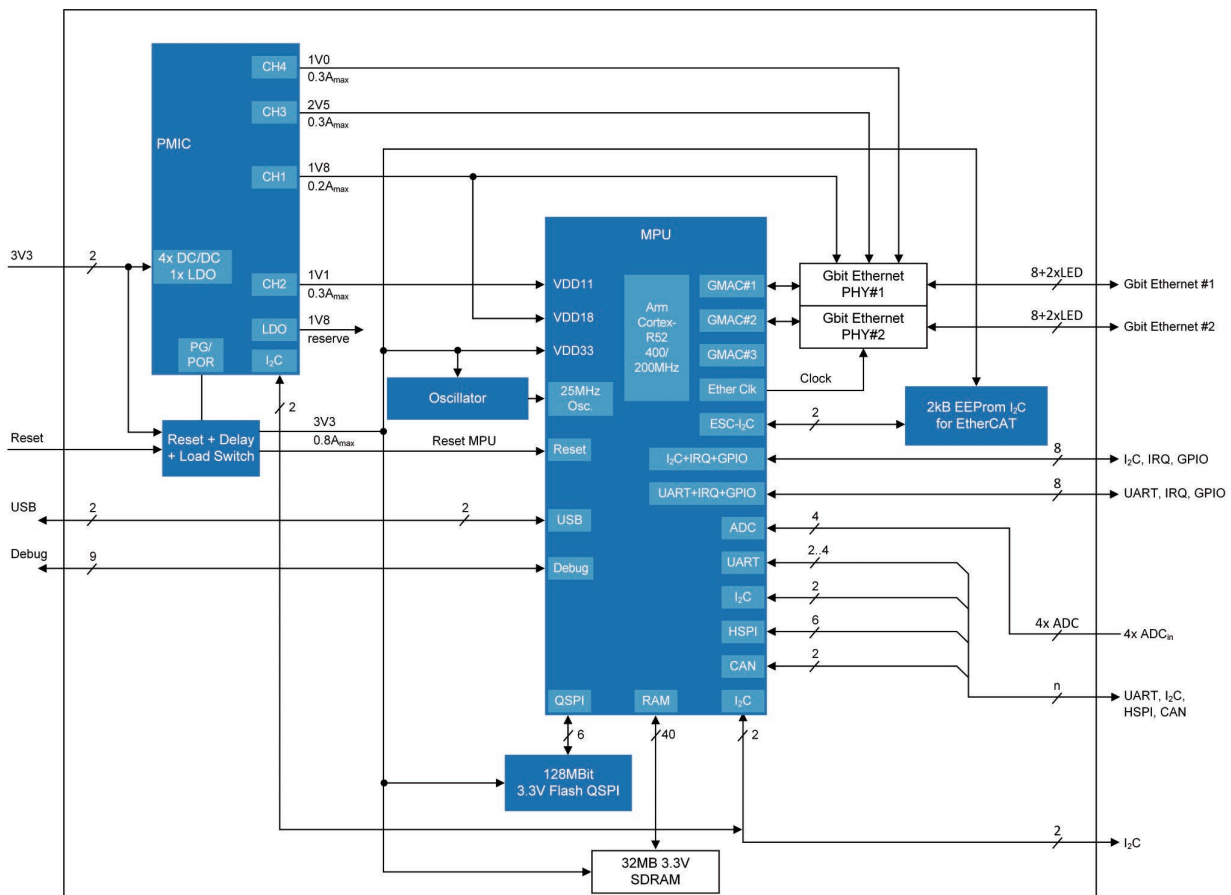 CH4
1V0
0.3Amax
CH3
2V5
0.3Amax
PMIC
CH1
1V8
0.2Amax
MPU
3V3
2
4x DC/DC
1x LDO
CH2
1V1
0.3Amax
VDD11
LDO
1V8
reserve
VDD18
PG/
POR
I2C
VDD33
2
Arm
Cortex-
R52
400/
200MHz
GMAC#1
GMAC#2
GMAC#3
Ether Clk
Clock
Gbit Ethernet
PHY#1
Gbit Ethernet
PHY#2
8+2xLED
Gbit Ethernet #1
8+2xLED
Gbit Ethernet #2
Oscillator
25MHz
Osc.
ESC-I2C
2
2kB EEProm I2C
for EtherCAT
Reset
Reset + Delay
+ Load Switch
3V3
0.8Amax
Reset MPU
Reset
I2C+IRQ+GPIO
8
I2C, IRQ, GPIO
UART+IRQ+GPIO
8
UART, IRQ, GPIO
USB
2
2
USB
ADC
4
Debug
9
Debug
UART
2..4
I2C
2
HSPI
6
4x ADC
4x ADCin
CAN
2
QSPI
RAM
I2C
n
UART, I2C,
HSPI, CAN
6
40
2
128MBit
3.3V Flash QSPI
2
I2C
32MB 3.3V
SDRAM